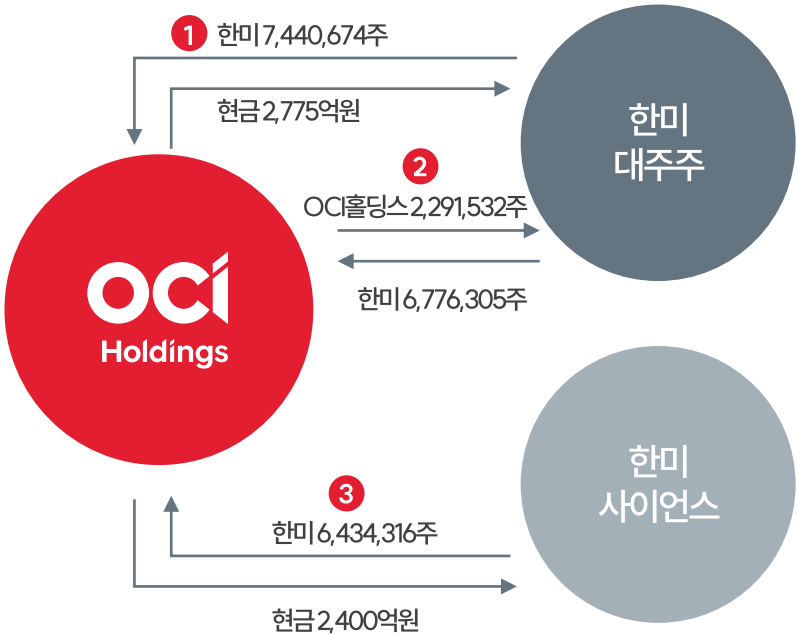 1 한미 7,440,674주
현금 2,775억원
한미
대주주
2
OCI홀딩스 2,291,532주
한미 6,776,305주
OCI
Holdings
한미
사이언스
3
한미 6,434,316주
현금 2,400억원